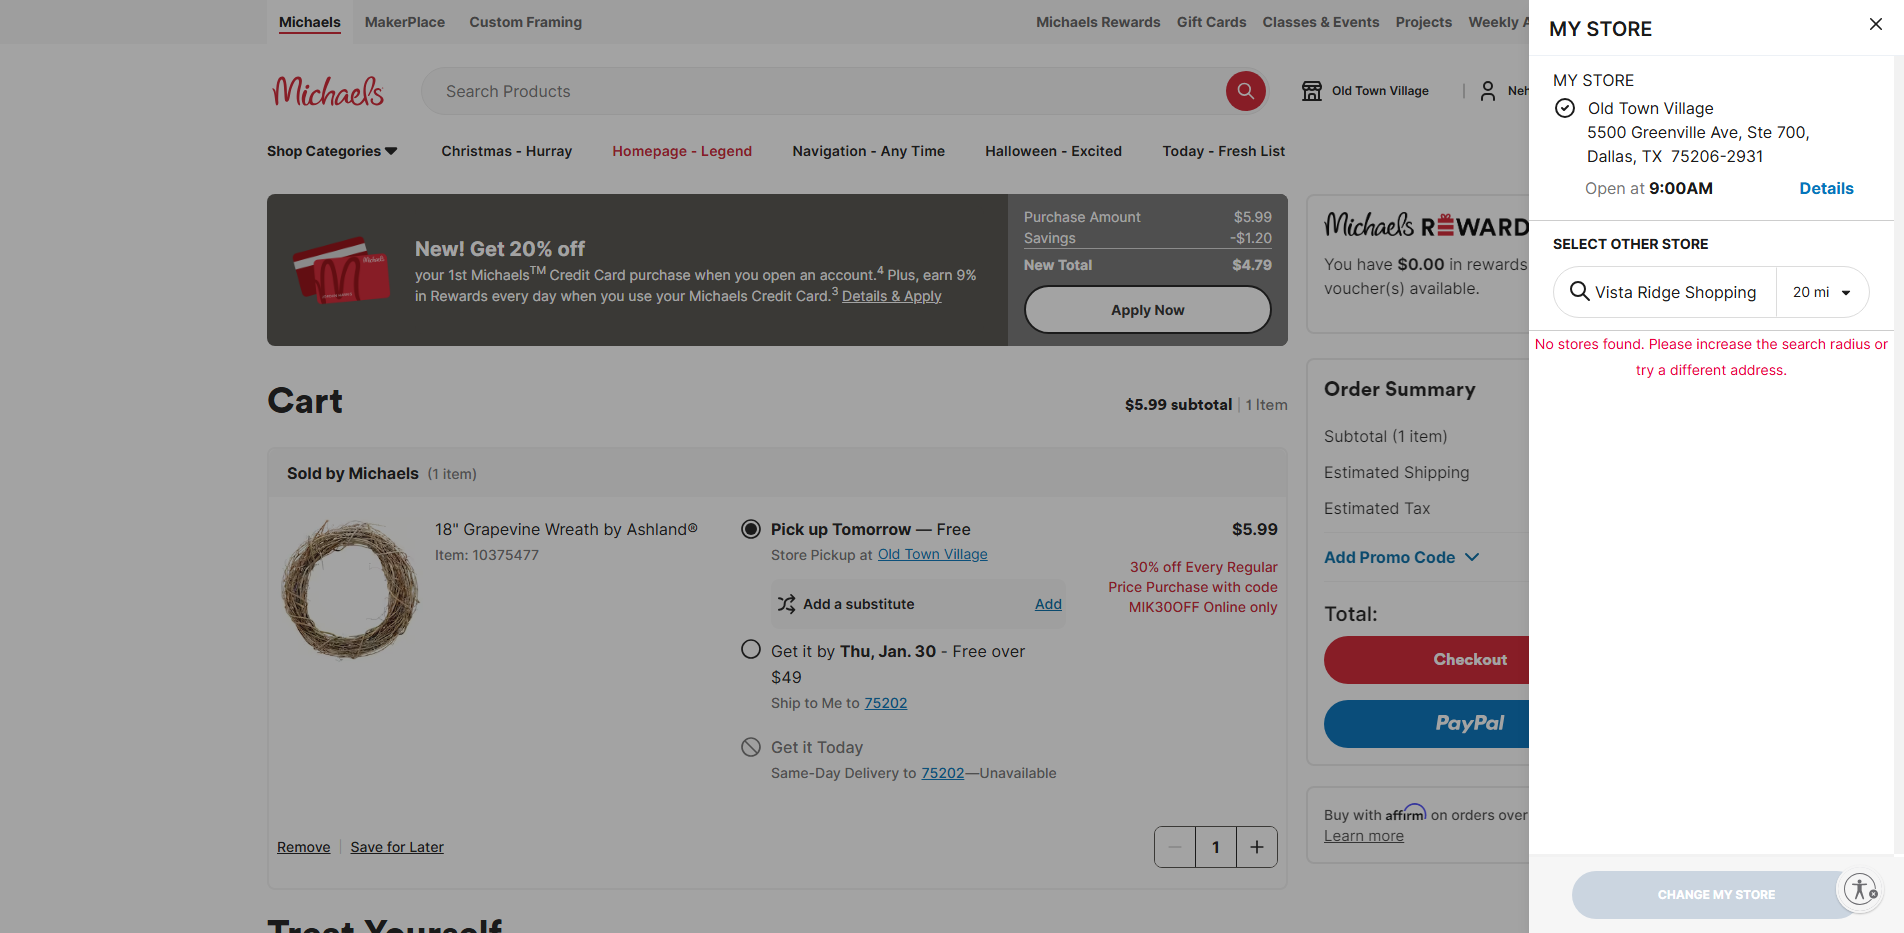 Michaels
MakerPlace
Custom Framing
Michaels Rewards
Gift Cards
Classes & Events
Projects
Weekly A
Michaels
Search Products
Old Town Village
Neh
Shop Categories
Christmas - Hurray
Homepage - Legend
Navigation - Any Time
Halloween - Excited
Today - Fresh List
New! Get 20% off
your 1st Michaels™ Credit Card purchase when you open an account.4 Plus, earn 9%
in Rewards every day when you use your Michaels Credit Card.3 Details & Apply
Purchase Amount $5.99
Savings -$1.20
New Total $4.79
Apply Now
Michaels REWARD
You have $0.00 in rewards
voucher(s) available.
Cart
$5.99 subtotal | 1 Item
Sold by Michaels (1 item)
18" Grapevine Wreath by Ashland®
Item: 10375477
Pick up Tomorrow — Free
Store Pickup at Old Town Village
Add a substitute
Add
Get it by Thu, Jan. 30 - Free over
$49
Ship to Me to 75202
Get it Today
Same-Day Delivery to 75202—Unavailable
$5.99
30% off Every Regular
Price Purchase with code
MIK30OFF Online only
Remove
Save for Later
1
Order Summary
Subtotal (1 item)
Estimated Shipping
Estimated Tax
Add Promo Code
Total:
Checkout
PayPal
Buy with affirm on orders over
Learn more
MY STORE
MY STORE
Old Town Village
5500 Greenville Ave, Ste 700,
Dallas, TX 75206-2931
Open at 9:00AM
Details
SELECT OTHER STORE
Vista Ridge Shopping
20 mi
No stores found. Please increase the search radius or
try a different address.
CHANGE MY STORE
Treat Yourself